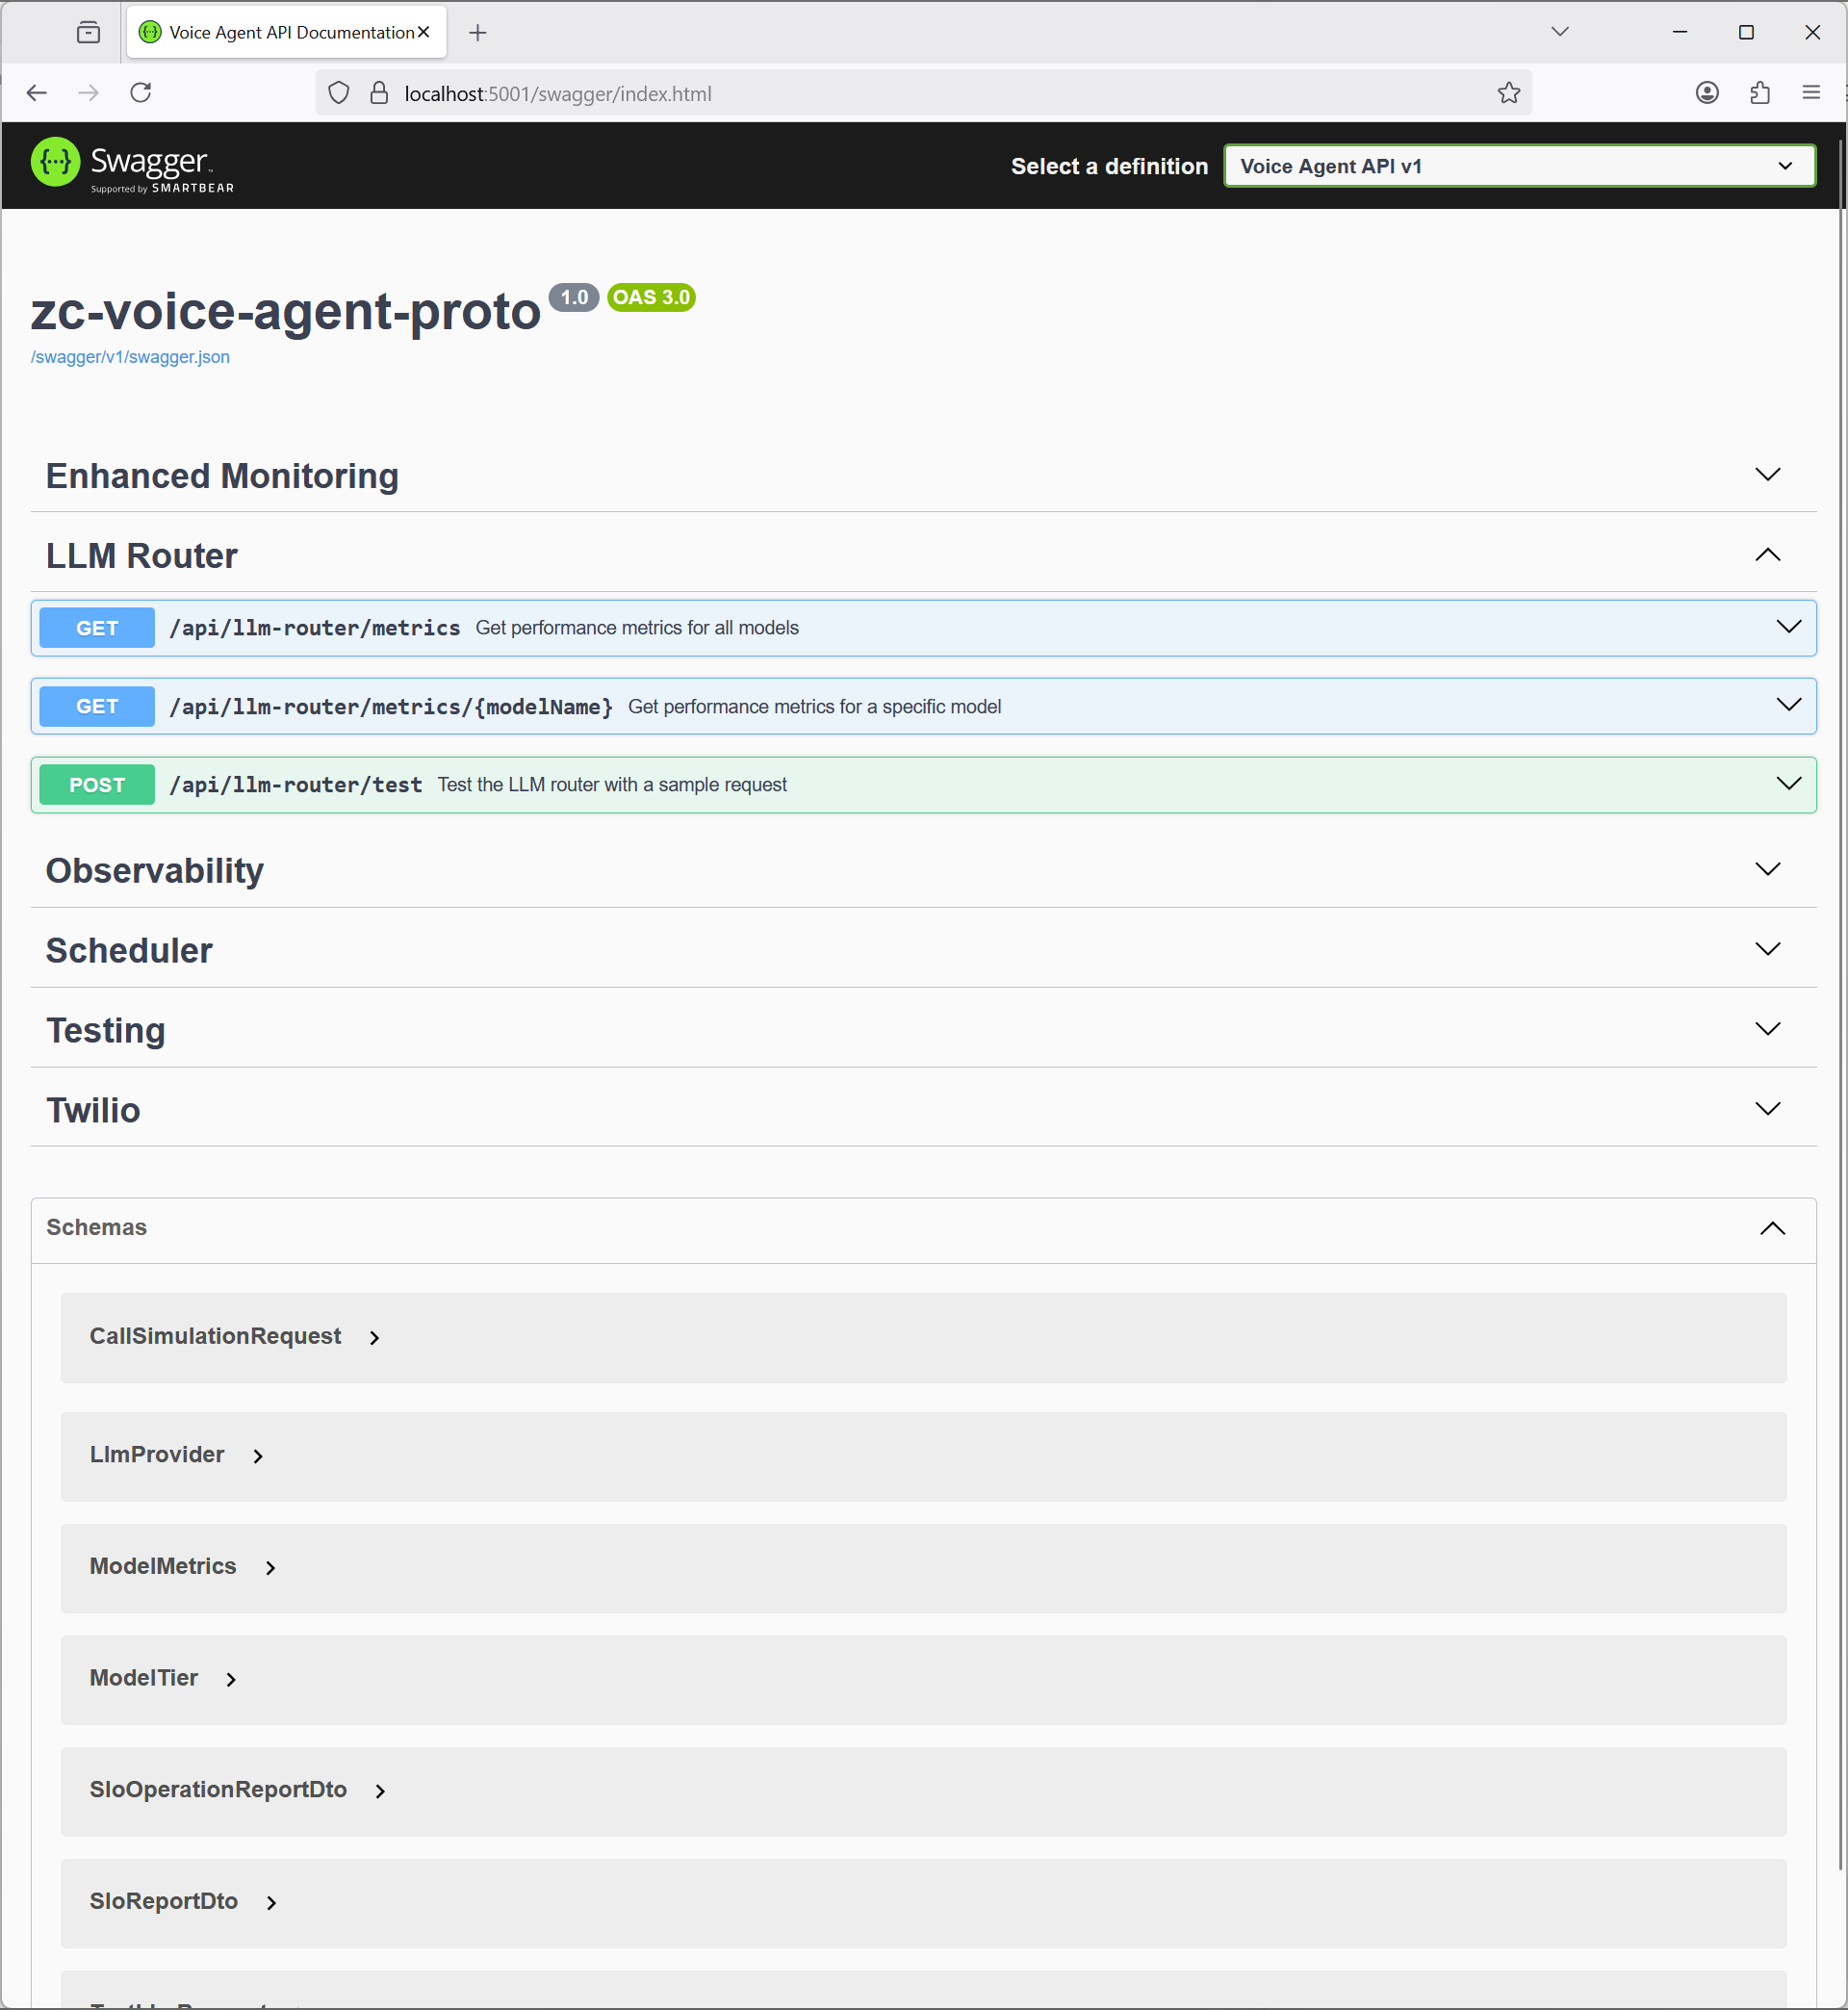 Voice Agent API Documentation
localhost:5001/swagger/index.html
Swagger
Supported by SMARTBEAR
Select a definition
Voice Agent API v1
zc-voice-agent-proto 1.0 OAS 3.0
/swagger/v1/swagger.json
Enhanced Monitoring
LLM Router
GET /api/llm-router/metrics Get performance metrics for all models
GET /api/llm-router/metrics/{modelName} Get performance metrics for a specific model
POST /api/llm-router/test Test the LLM router with a sample request
Observability
Scheduler
Testing
Twilio
Schemas
CallSimulationRequest
LlmProvider
ModelMetrics
ModelTier
SloOperationReportDto
SloReportDto